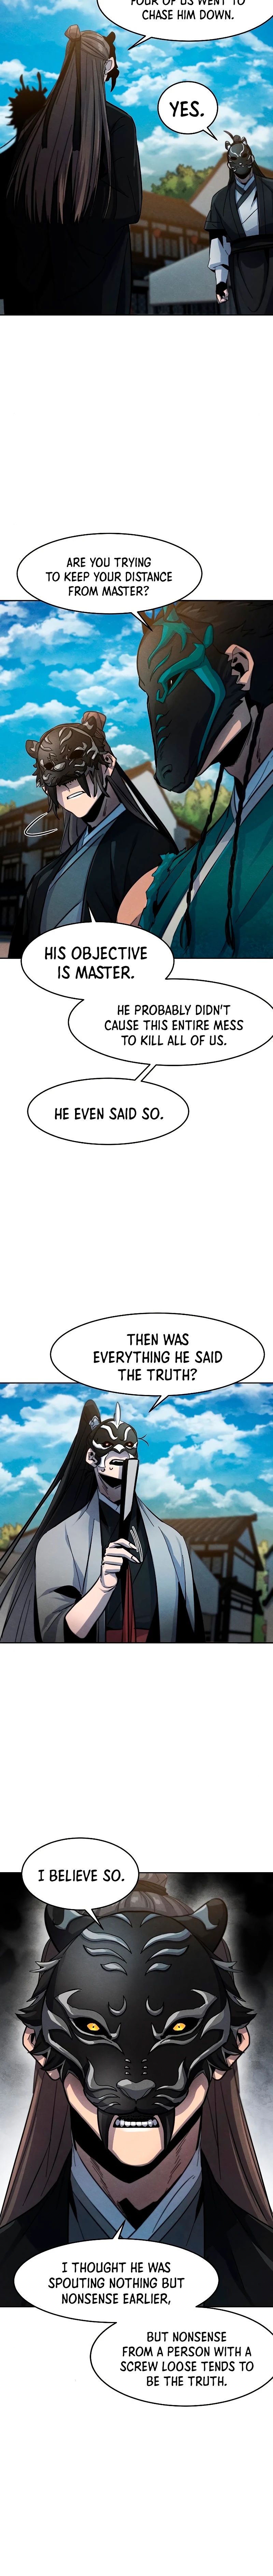 FOUR OF US WENT TO
CHASE HIM DOWN.
YES.
ARE YOU TRYING
TO KEEP YOUR DISTANCE
FROM MASTER?
HIS OBJECTIVE
IS MASTER.
HE PROBABLY DIDN'T
CAUSE THIS ENTIRE MESS
TO KILL ALL OF US.
HE EVEN SAID SO.
THEN WAS
EVERYTHING HE SAID
THE TRUTH?
I BELIEVE SO.
I THOUGHT HE WAS
SPOUTING NOTHING BUT
NONSENSE EARLIER,
BUT NONSENSE
FROM A PERSON WITH A
SCREW LOOSE TENDS TO
BE THE TRUTH.